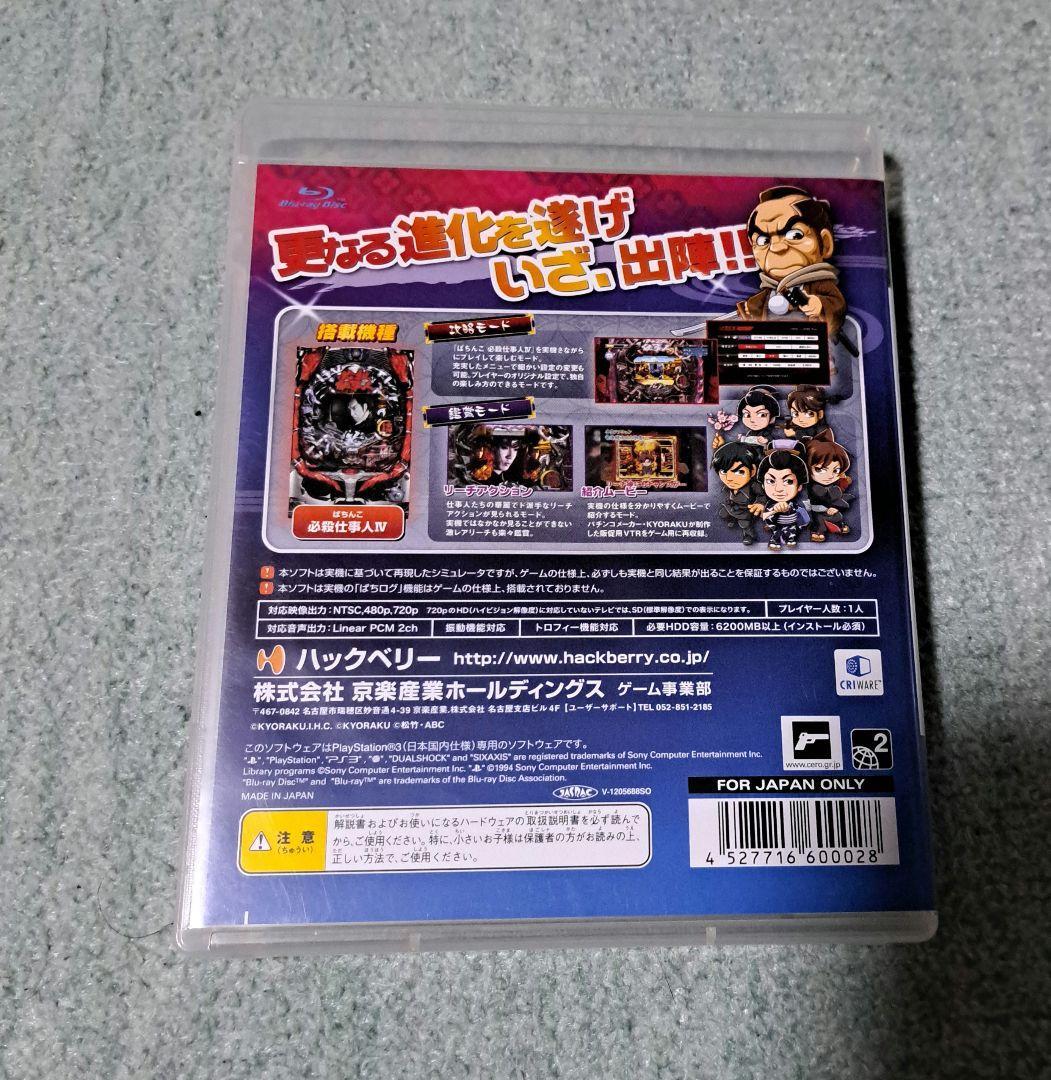 Blu-ray Disc
更なる進化を遂げ
いざ、出陣!!
搭載機種
攻略モード
「ぱちんこ 必殺仕事人Ⅳ」を実機さながら
にプレイして楽しむモード。
充実したメニューで細かい設定の変更も
可能。プレイヤーのオリジナル設定で、独自
の楽しみ方のできるモードです。
鑑賞モード
リーチアクション
仕事人たちの華麗でド派手なリーチ
アクションが見られるモード。
実機ではなかなか見ることができない
激レアリーチも楽々鑑賞。
紹介ムービー
実機の仕様を分かりやすくムービーで
紹介するモード。
パチンコメーカー・KYORAKUが制作
した販促用VTRをゲーム用に再収録。
ぱちんこ
必殺仕事人Ⅳ
本ソフトは実機に基づいて再現したシミュレータですが、ゲームの仕様上、必ずしも実機と同じ結果が出ることを保証するものではございません。
本ソフトは実機の「ぱちログ」機能はゲームの仕様上、搭載されておりません。
対応映像出力:NTSC,480p,720p 720pのHD(ハイビジョン解像度)に対応していないテレビでは、SD(標準解像度)での表示になります。 プレイヤー人数:1人
対応音声出力:Linear PCM 2ch 振動機能対応 トロフィー機能対応 必要HDD容量:6200MB以上(インストール必須)
ハックベリー http://www.hackberry.co.jp/
CRIWARE™
株式会社 京楽産業ホールディングス ゲーム事業部
〒467-0842 名古屋市瑞穂区妙音通4-39 京楽産業.株式会社 名古屋支店ビル4F【ユーザーサポート】TEL 052-851-2185
©KYORAKU I.H.C. ©KYORAKU ©松竹・ABC
このソフトウェアはPlayStation®3(日本国内仕様)専用のソフトウェアです。
"PlayStation", "PS3", "DUALSHOCK" and "SIXAXIS" are registered trademarks of Sony Computer Entertainment Inc.
Library programs ©Sony Computer Entertainment Inc. ©1994 Sony Computer Entertainment Inc.
"Blu-ray Disc™" and "Blu-ray™" are trademarks of the Blu-ray Disc Association.
MADE IN JAPAN
JASRAC V-1205688SO
www.cero.gr.jp
2
FOR JAPAN ONLY
4 527716 600028
注意
(ちゅうい)
解説書およびお使いになるハードウェアの取扱説明書を必ず読んで
から、ご使用ください。特に、小さいお子様は保護者の方がお読みの上、
正しい方法で、ご使用ください。